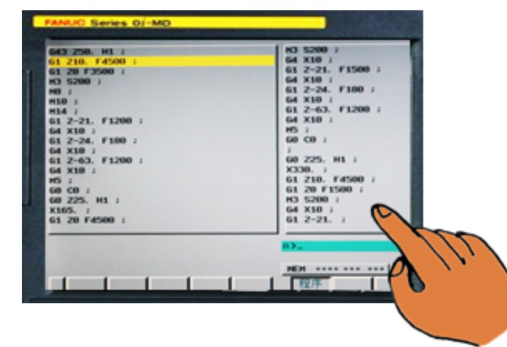 FANUC Series 0i-MD
G43 Z50. H1 ;
G1 Z10. F4500 ;
G1 Z0 F3500 ;
M3 S200 ;
M8 ;
M10 ;
M14 ;
G1 Z-21. F1200 ;
G4 X10 ;
G1 Z-24. F100 ;
G4 X10 ;
G1 Z-63. F1200 ;
G4 X10 ;
M5 ;
G0 C0 ;
G0 Z25. H1 ;
X165. ;
G1 Z0 F4500 ;
M3 S200 ;
G4 X10 ;
G1 Z-21. F1500 ;
G4 X10 ;
G1 Z-24. F100 ;
G4 X10 ;
G1 Z-63. F1200 ;
G4 X10 ;
M5 ;
G0 C0 ;
;
G0 Z25. H1 ;
X330. ;
G1 Z10. F4500 ;
G1 Z0 F1500 ;
M3 S200 ;
G4 X10 ;
G1 Z-21. ;
A>_
MEM **** *** ***
程序